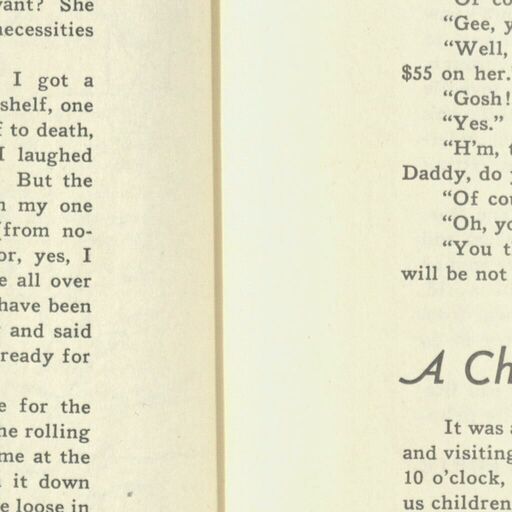 vant? She
necessities
I got a
shelf, one
to death,
I laughed
But the
my one
(from no-
or, yes, I
all over
have been
and said
ready for
for the
he rolling
me at the
it down
loose in
"Of co
"Gee, y
"Well,
$55 on her.
"Gosh!
"Yes."
"H'm, t
Daddy, do y
"Of cou
"Oh, yo
"You t
will be not
A Ch
It was a
and visiting
10 o'clock,
us children